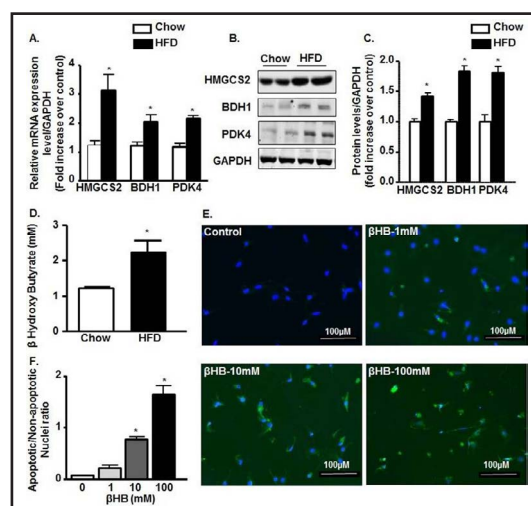 A.
Chow
HFD
Relative mRNA expression
level/GAPDH
(Fold increase over control)
4
3
2
1
0
*
*
*
HMGCS2
BDH1
PDK4
B.
Chow
HFD
HMGCS2
BDH1
PDK4
GAPDH
C.
Chow
HFD
Protein levels/GAPDH
(fold increase over control)
2.0
1.5
1.0
0.5
0.0
*
*
*
HMGCS2
BDH1
PDK4
D.
β Hydroxy Butyrate (mM)
3
2
1
0
*
Chow
HFD
E.
Control
100µM
βHB-1mM
100µM
βHB-10mM
100µM
βHB-100mM
100µM
F.
Apoptotic/Non-apoptotic
Nuclei ratio
2
1
0
*
*
0
1
10
100
βHB (mM)